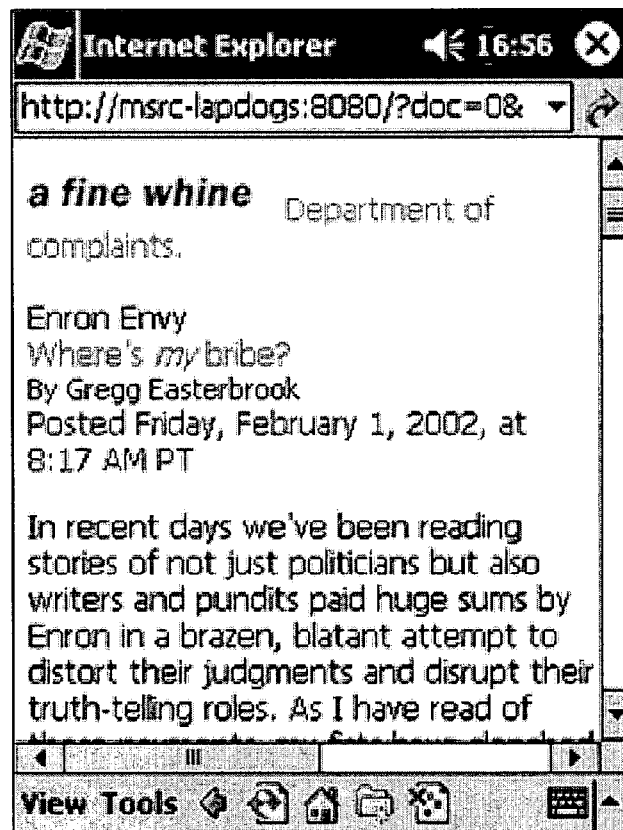 Internet Explorer 16:56
http://msrc-lapdogs:8080/?doc=0&
a fine whine Department of
complaints.
Enron Envy
Where's my bribe?
By Gregg Easterbrook
Posted Friday, February 1, 2002, at
8:17 AM PT
In recent days we've been reading
stories of not just politicians but also
writers and pundits paid huge sums by
Enron in a brazen, blatant attempt to
distort their judgments and disrupt their
truth-telling roles. As I have read of
View Tools